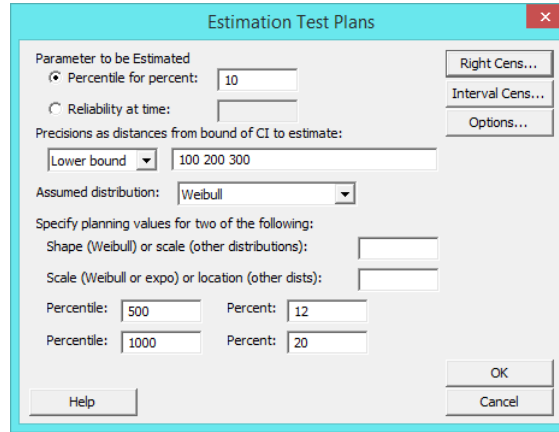 Estimation Test Plans
x
Parameter to be Estimated
Percentile for percent: 10
Right Cens...
Reliability at time:
Interval Cens...
Precisions as distances from bound of CI to estimate:
Options...
Lower bound 100 200 300
Assumed distribution: Weibull
Specify planning values for two of the following:
Shape (Weibull) or scale (other distributions):
Scale (Weibull or expo) or location (other dists):
Percentile: 500 Percent: 12
Percentile: 1000 Percent: 20
OK
Help
Cancel